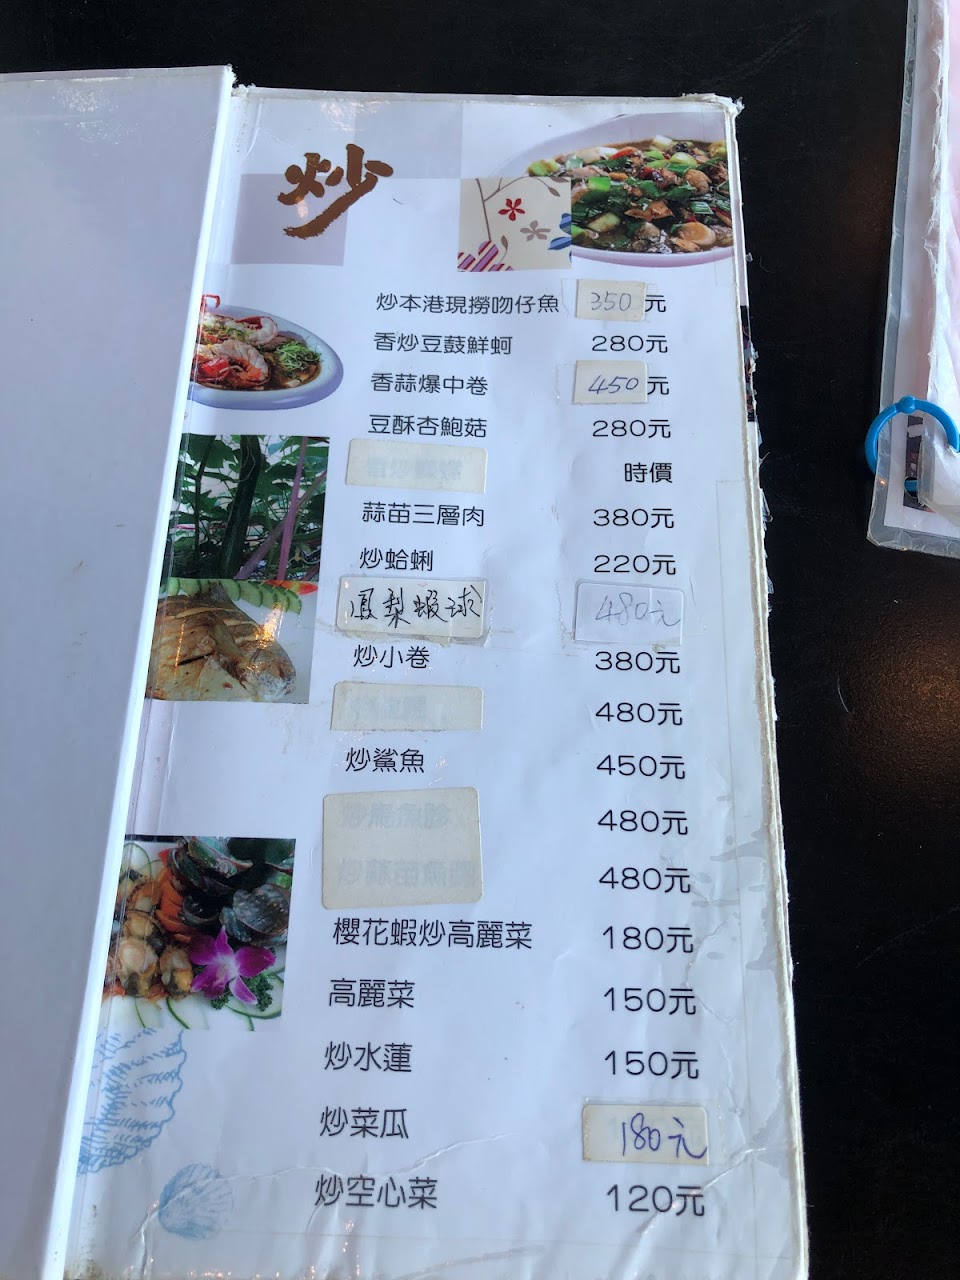 炒
炒本港現撈吻仔魚 350元
香炒豆鼓鮮蚵 280元
香蒜爆中卷 450元
豆酥杏鮑菇 280元
時價
蒜苗三層肉 380元
炒蛤蜊 220元
鳳梨蝦球 480元
炒小卷 380元
480元
炒鯊魚 450元
480元
480元
櫻花蝦炒高麗菜 180元
高麗菜 150元
炒水蓮 150元
炒菜瓜 180元
炒空心菜 120元